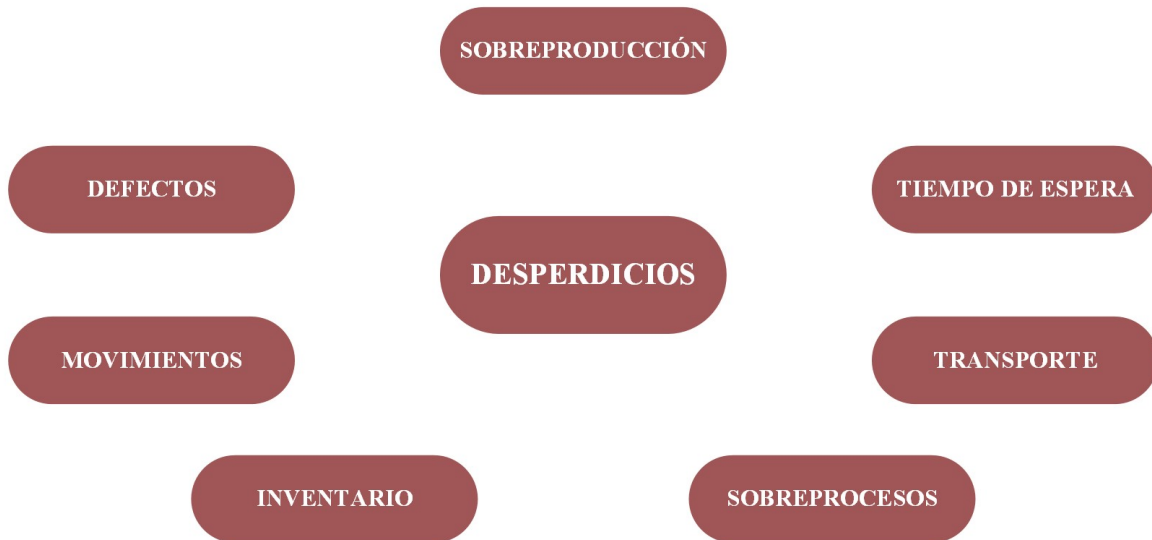 SOBREPRODUCCIÓN
DEFECTOS
TIEMPO DE ESPERA
DESPERDICIOS
MOVIMIENTOS
TRANSPORTE
INVENTARIO
SOBREPROCESOS